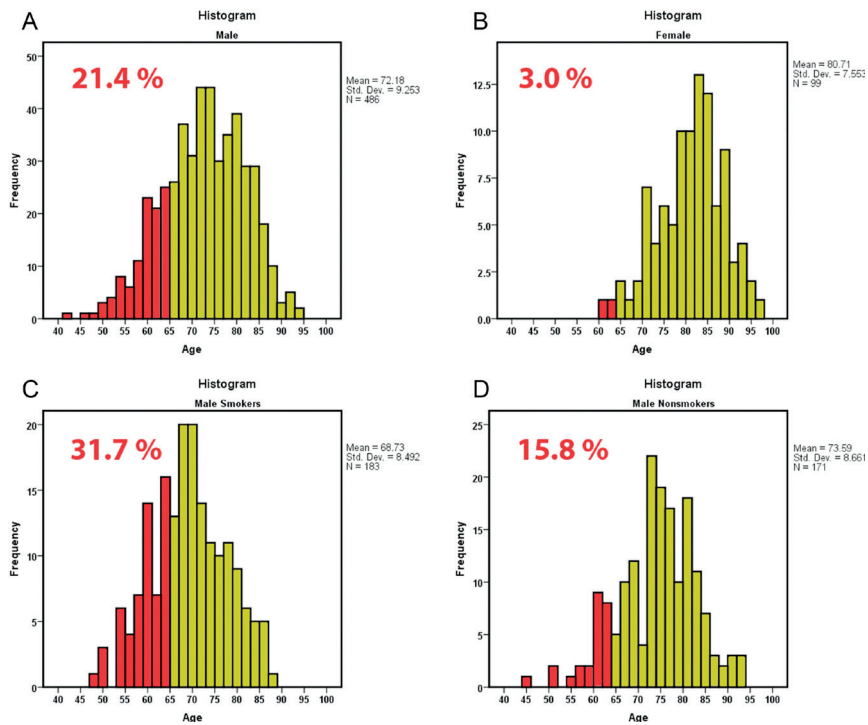 A
Histogram
Male
21.4 %
Mean = 72.18
Std. Dev. = 9.253
N = 486
Frequency
50
40
30
20
10
0
40 45 50 55 60 65 70 75 80 85 90 95 100
Age
B
Histogram
Female
3.0 %
Mean = 80.71
Std. Dev. = 7.553
N = 99
Frequency
12.5
10.0
7.5
5.0
2.5
0.0
40 45 50 55 60 65 70 75 80 85 90 95 100
Age
C
Histogram
Male Smokers
31.7 %
Mean = 68.73
Std. Dev. = 8.492
N = 183
Frequency
20
15
10
5
0
40 45 50 55 60 65 70 75 80 85 90 95 100
Age
D
Histogram
Male Nonsmokers
15.8 %
Mean = 73.59
Std. Dev. = 8.661
N = 171
Frequency
25
20
15
10
5
0
40 45 50 55 60 65 70 75 80 85 90 95 100
Age